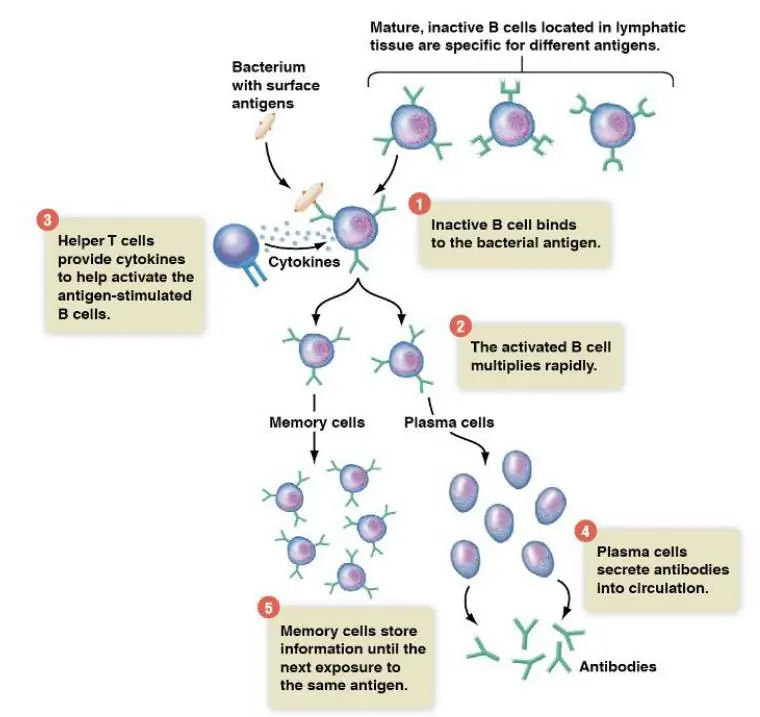 Mature, inactive B cells located in lymphatic
tissue are specific for different antigens.
Bacterium
with surface
antigens
1
Inactive B cell binds
to the bacterial antigen.
3
Helper T cells
provide cytokines
to help activate the
antigen-stimulated
B cells.
Cytokines
2
The activated B cell
multiplies rapidly.
Memory cells
Plasma cells
4
Plasma cells
secrete antibodies
into circulation.
5
Memory cells store
information until the
next exposure to
the same antigen.
Antibodies